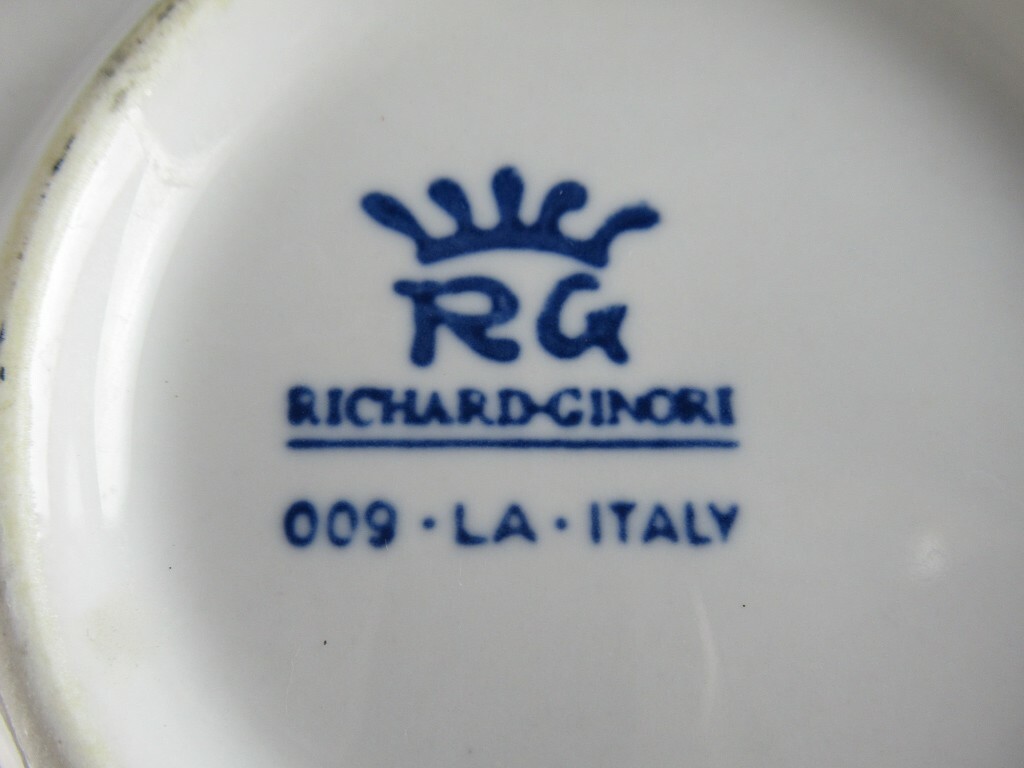 RG
RICHARD-GINORI
009 · LA · ITALY